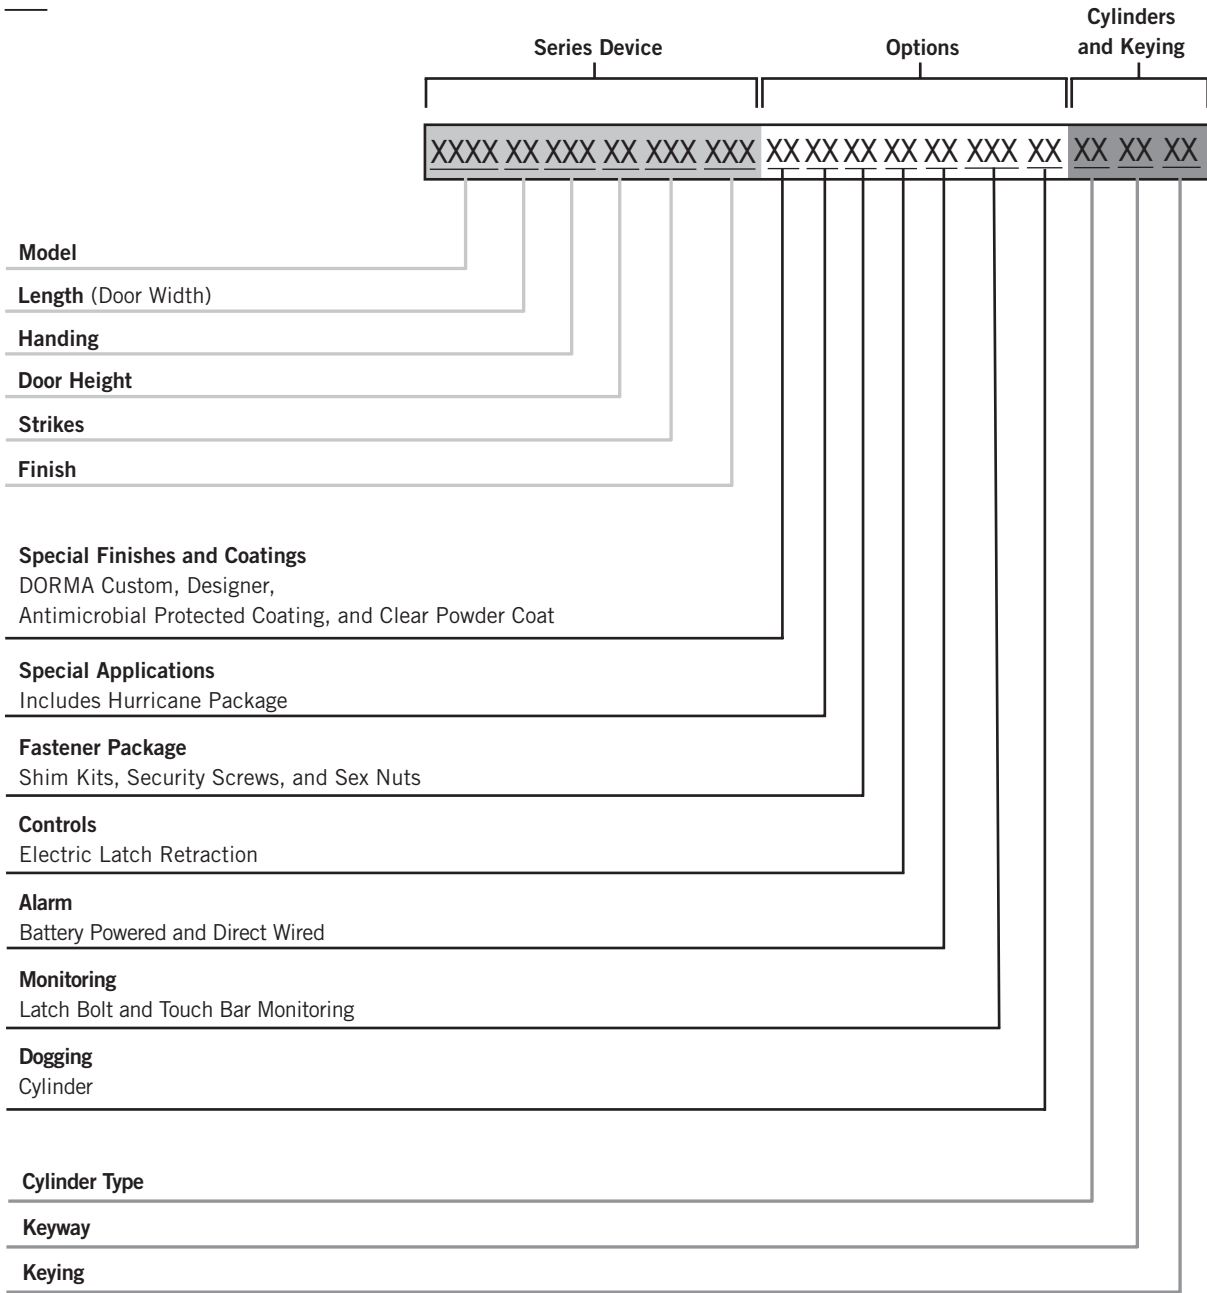 Cylinders
Series Device Options and Keying
XXXX XX XXX XX XXX XXX XX XX XX XX XX XXX XX XX XX XX
Model
Length (Door Width)
Handing
Door Height
Strikes
Finish
Special Finishes and Coatings
DORMA Custom, Designer,
Antimicrobial Protected Coating, and Clear Powder Coat
Special Applications
Includes Hurricane Package
Fastener Package
Shim Kits, Security Screws, and Sex Nuts
Controls
Electric Latch Retraction
Alarm
Battery Powered and Direct Wired
Monitoring
Latch Bolt and Touch Bar Monitoring
Dogging
Cylinder
Cylinder Type
Keyway
Keying